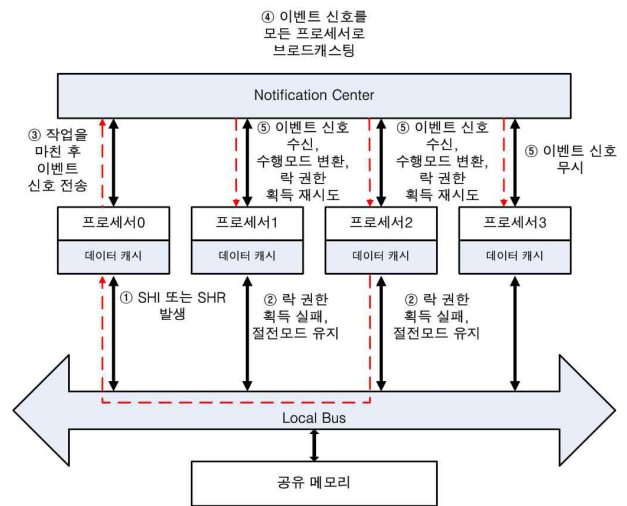 ④ 이벤트 신호를
모든 프로세서로
브로드캐스팅
Notification Center
③ 작업을
마친 후
이벤트
신호 전송
⑤ 이벤트 신호
수신,
수행모드 변환,
락 권한
획득 재시도
⑤ 이벤트 신호
수신,
수행모드 변환,
락 권한
획득 재시도
⑤ 이벤트 신호
무시
프로세서0
데이터 캐시
프로세서1
데이터 캐시
프로세서2
데이터 캐시
프로세서3
데이터 캐시
① SHI 또는 SHR
발생
② 락 권한
획득 실패,
절전모드 유지
② 락 권한
획득 실패,
절전모드 유지
Local Bus
공유 메모리